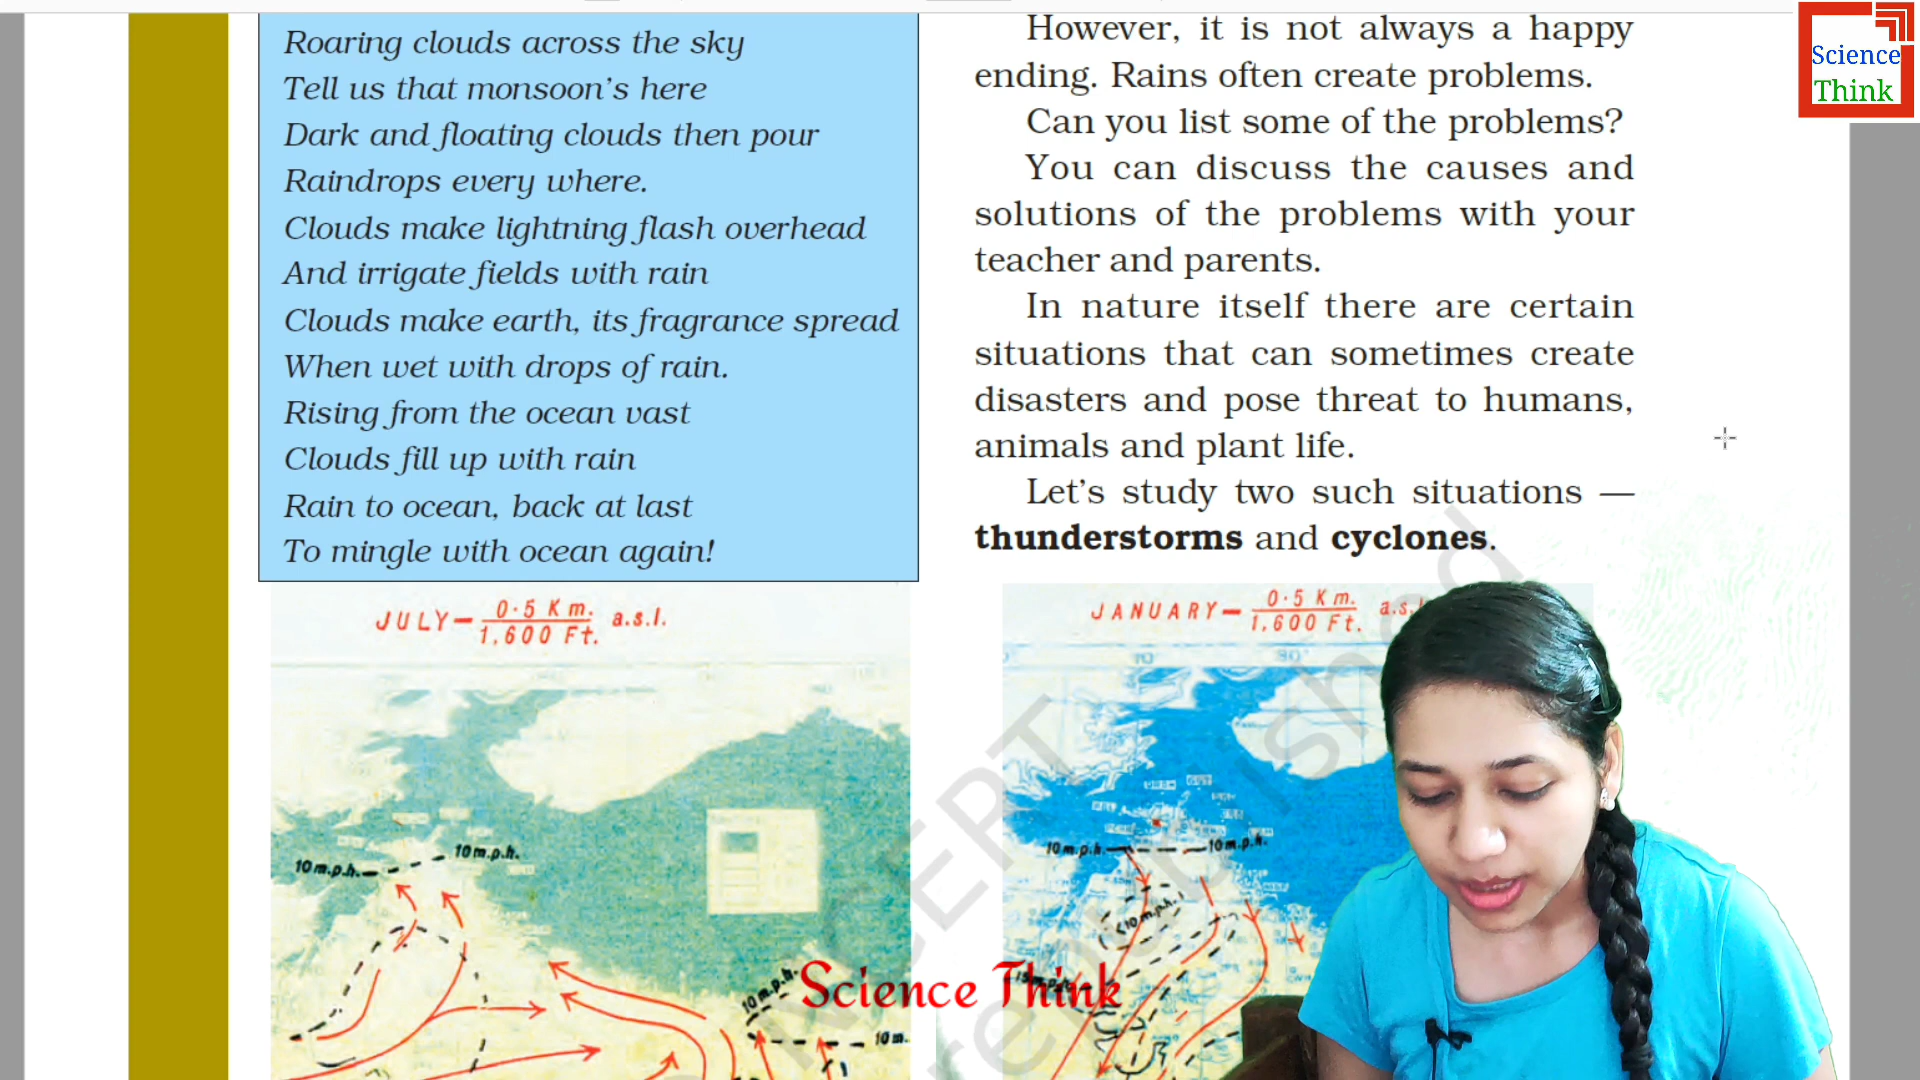 Roaring clouds across the sky
Tell us that monsoon's here
Dark and floating clouds then pour
Raindrops every where.
Clouds make lightning flash overhead
And irrigate fields with rain
Clouds make earth, its fragrance spread
When wet with drops of rain.
Rising from the ocean vast
Clouds fill up with rain
Rain to ocean, back at last
To mingle with ocean again!
However, it is not always a happy
ending. Rains often create problems.
Can you list some of the problems?
You can discuss the causes and
solutions of the problems with your
teacher and parents.
In nature itself there are certain
situations that can sometimes create
disasters and pose threat to humans,
animals and plant life.
Let's study two such situations —
thunderstorms and cyclones.
Science
Think
JULY— 0·5 Km. a.s.l.
1,600 Ft.
10 m.p.h.
10 m.p.h.
10 m.p.h.
10 m.
JANUARY— 0·5 Km. a.s.
1,600 Ft.
10
10 m.p.h.
10 m.p.h.
<10 m.p.h.
Science Think
NCERT